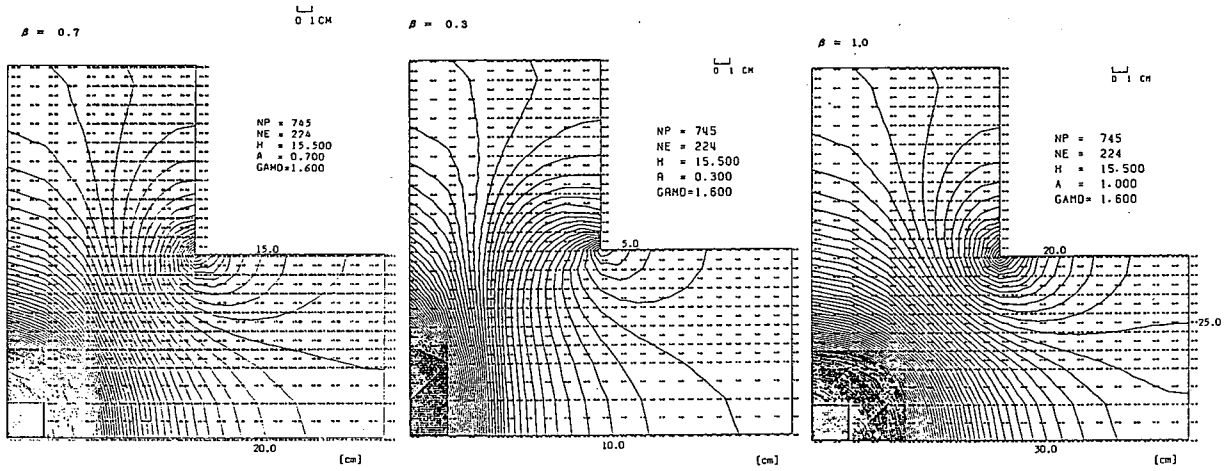 0 1 CM
β = 0.7
NP = 745
NE = 224
H = 15.500
A = 0.700
GAMD=1.600
15.0
20.0
[cm]
β = 0.3
0 1 CM
NP = 745
NE = 224
H = 15.500
A = 0.300
GAMD=1.600
5.0
10.0
[cm]
β = 1.0
0 1 CM
NP = 745
NE = 224
H = 15.500
A = 1.000
GAMD= 1.600
20.0
25.0
30.0
[cm]